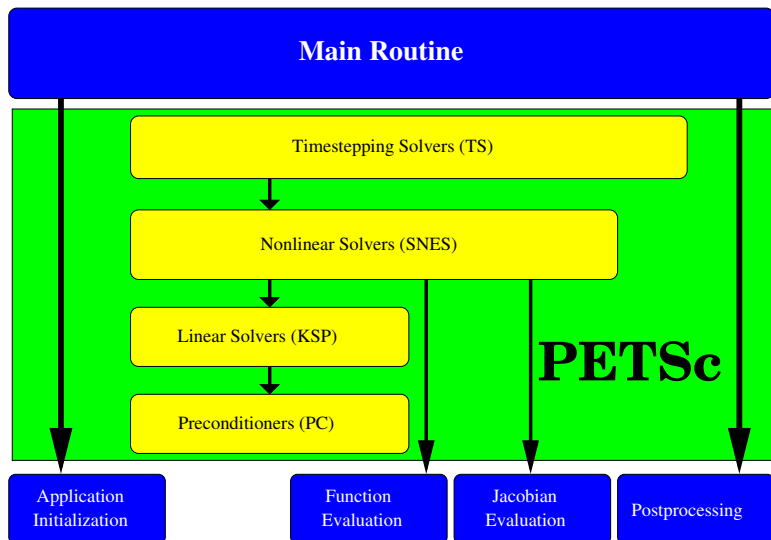 Main Routine
Timestepping Solvers (TS)
Nonlinear Solvers (SNES)
Linear Solvers (KSP)
PETSc
Preconditioners (PC)
Application
Initialization
Function
Evaluation
Jacobian
Evaluation
Postprocessing